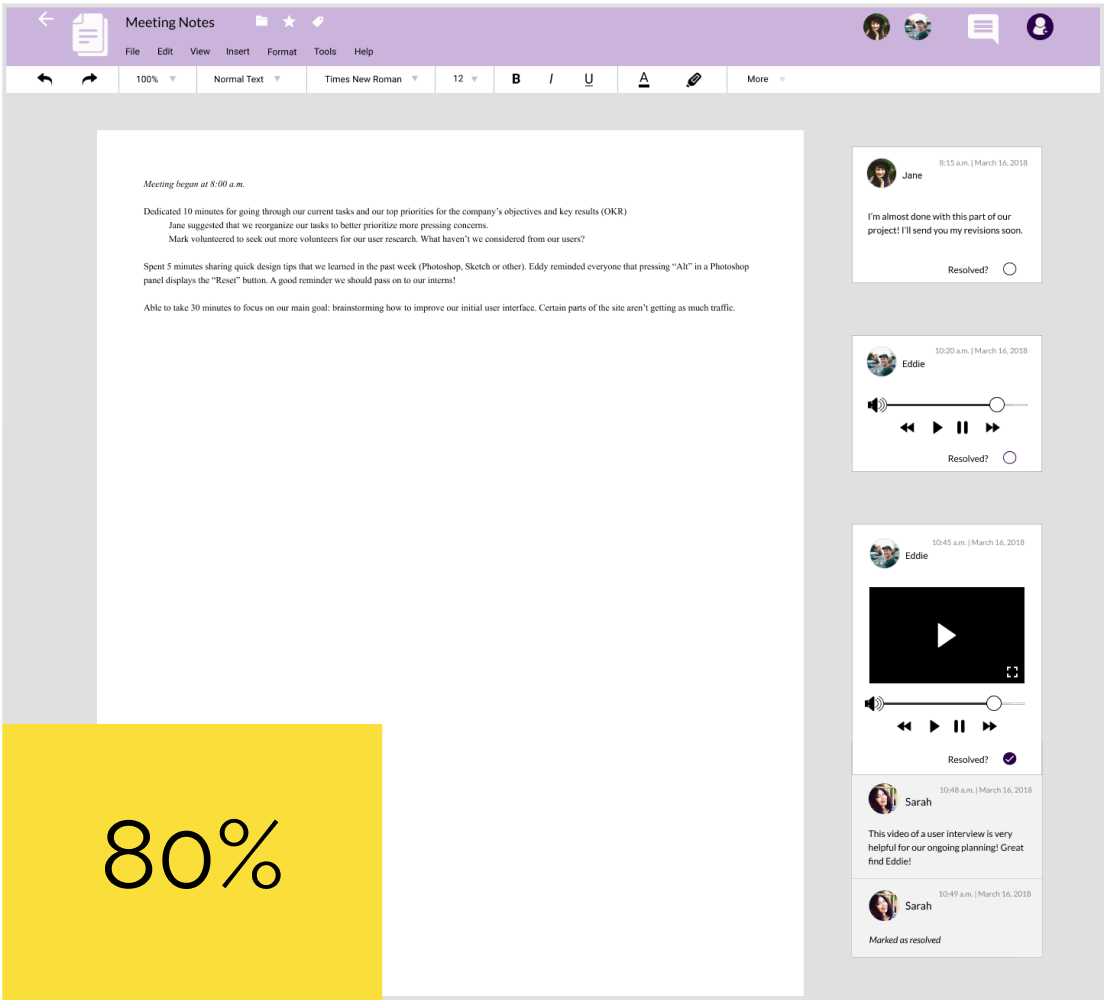 Meeting Notes
File Edit View Insert Format Tools Help
100% Normal Text Times New Roman 12 B I U A More
Meeting began at 8:00 a.m.
Dedicated 10 minutes for going through our current tasks and our top priorities for the company’s objectives and key results (OKR)
Jane suggested that we reorganize our tasks to better prioritize more pressing concerns.
Mark volunteered to seek out more volunteers for our user research. What haven’t we considered from our users?
Spent 5 minutes sharing quick design tips that we learned in the past week (Photoshop, Sketch or other). Eddy reminded everyone that pressing “Alt” in a Photoshop
panel displays the “Reset” button. A good reminder we should pass on to our interns!
Able to take 30 minutes to focus on our main goal: brainstorming how to improve our initial user interface. Certain parts of the site aren’t getting as much traffic.
8:15 a.m. | March 16, 2018
Jane
I’m almost done with this part of our
project! I’ll send you my revisions soon.
Resolved?
10:20 a.m. | March 16, 2018
Eddie
Resolved?
10:45 a.m. | March 16, 2018
Eddie
Resolved?
10:48 a.m. | March 16, 2018
Sarah
This video of a user interview is very
helpful for our ongoing planning! Great
find Eddie!
10:49 a.m. | March 16, 2018
Sarah
Marked as resolved
80%